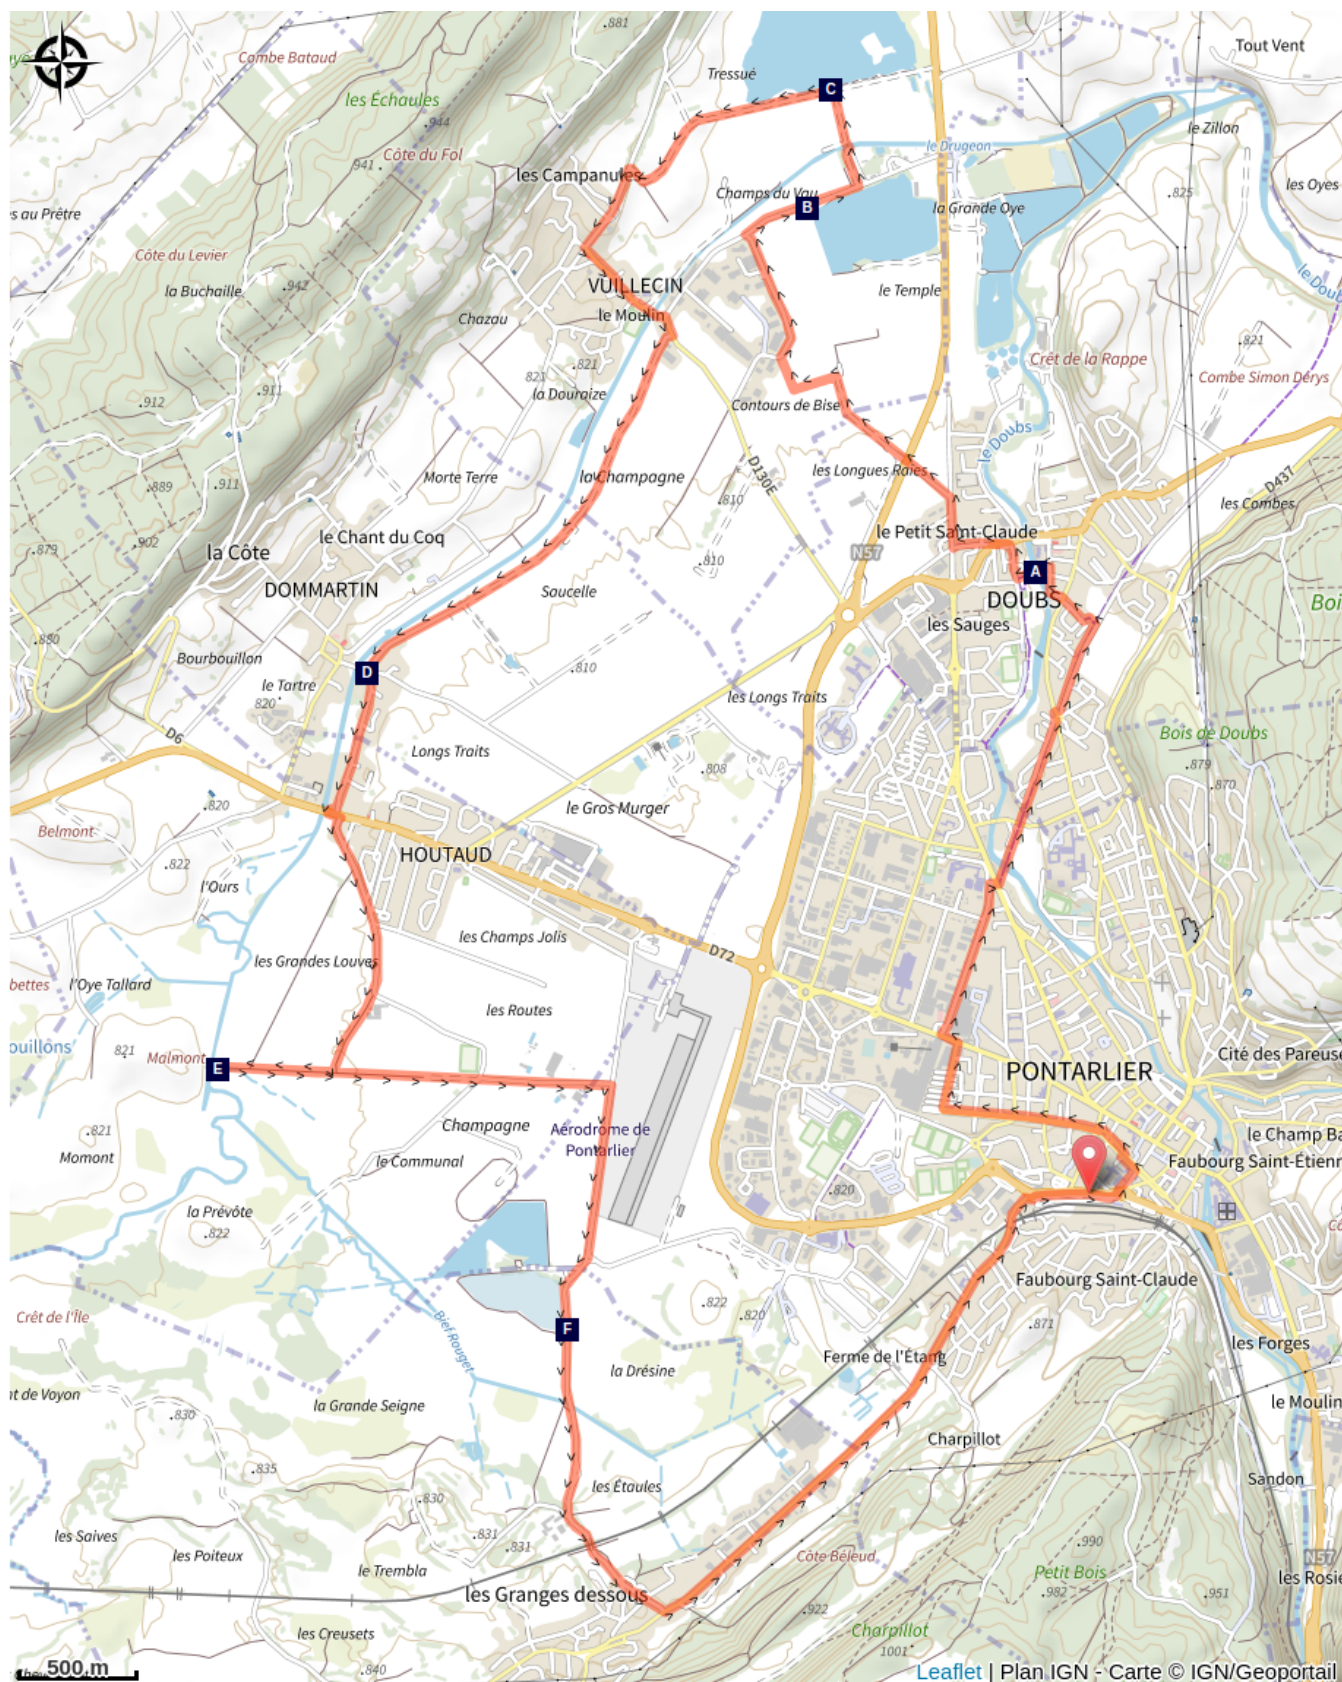 .881
Tout Vent
Combe Bataud
Tressué
C
les Échaules
.944
le Zillon
Côte du Fol
941
le Drugeon
les Campanules
.825
les Oyes
s au Prêtre
Champs du Vau
B
la Grande Oye
Côte du Levier
le Doubs
la Buchaille
.942
VUILLECIN
le Temple
le Moulin
Chazau
.821
Crêt de la Rappe
.821
821
Combe Simon Dérys
.911
la Douraize
.912
Contours de Bise
le Doubs
les Longues Raies
D130E
la Champagne
Morte Terre
D437
.889
.911
.810
les Combes
le Petit Saint-Claude
.902
le Chant du Coq
la Côte
.879
N57
.810
A
DOMMARTIN
Saucelle
DOUBS
Boi
les Sauges
.880
Bourbouillon
.810
D
le Tartre
les Longs Traits
820
D6
Bois de Doubs
Longs Traits
.879
.808
.870
.820
le Gros Murger
Belmont
HOUTAUD
.822
l'Ours
les Champs Jolis
D72
les Grandes Louves
bettes
l'Oye Tallard
les Routes
ouillons
821
Malmont
Cité des Pareuse
E
PONTARLIER
Champagne
Aérodrome de
Pontarlier
.821
le Champ Ba
Momont
le Communal
Faubourg Saint-Étienn
.820
la Prévôte
.822
Faubourg Saint-Claude
Crêt de l'Île
.822
.820
.871
F
Bief Rouget
les Forges
Ferme de l'Étang
la Drésine
nt de Voyon
la Grande Seigne
le Moulin
.830
Charpillot
.835
Sandon
les Étaules
.830
.831
les Saives
.831
.990
les Poiteux
Côte Béleud
N57
le Trembla
Petit Bois
les Rosie
.982
les Granges dessous
.951
.922
les Creusets
Charpillot
1001
.840
500 m
Leaflet | Plan IGN - Carte © IGN/Geoportail